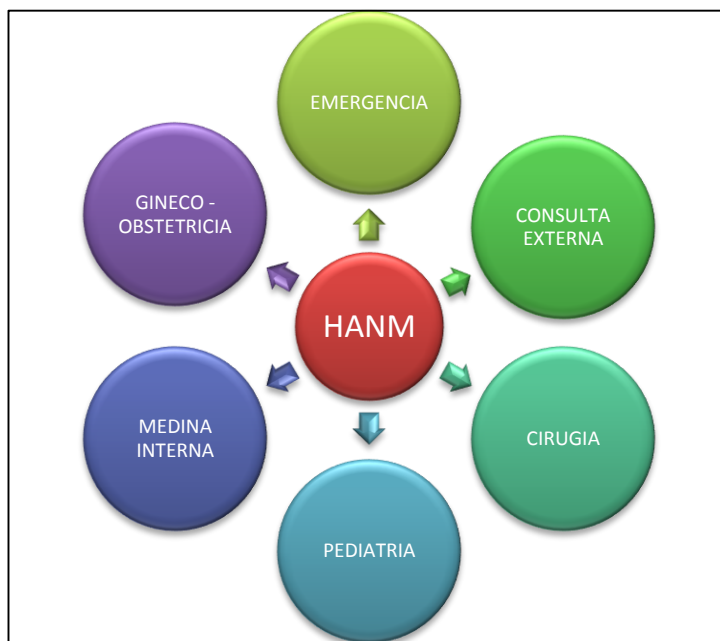 EMERGENCIA
GINECO -
OBSTETRICIA
CONSULTA
EXTERNA
HANM
MEDINA
INTERNA
CIRUGIA
PEDIATRIA